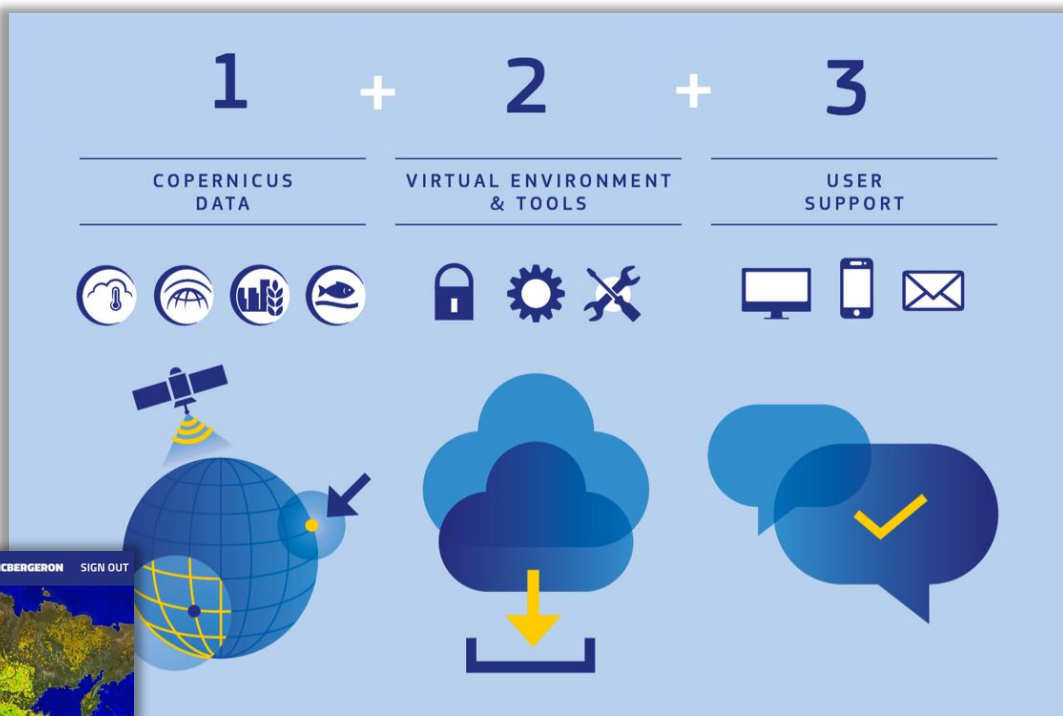 1 + 2 + 3
COPERNICUS
DATA
VIRTUAL ENVIRONMENT
& TOOLS
USER
SUPPORT
CBERGERON SIGN OUT